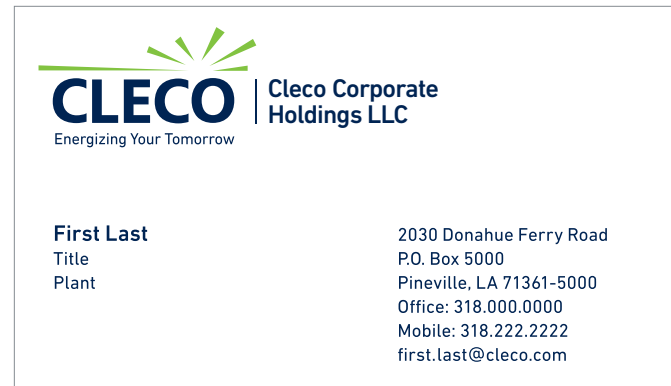 CLECO
Energizing Your Tomorrow
Cleco Corporate
Holdings LLC
First Last
Title
Plant
2030 Donahue Ferry Road
P.O. Box 5000
Pineville, LA 71361-5000
Office: 318.000.0000
Mobile: 318.222.2222
first.last@cleco.com